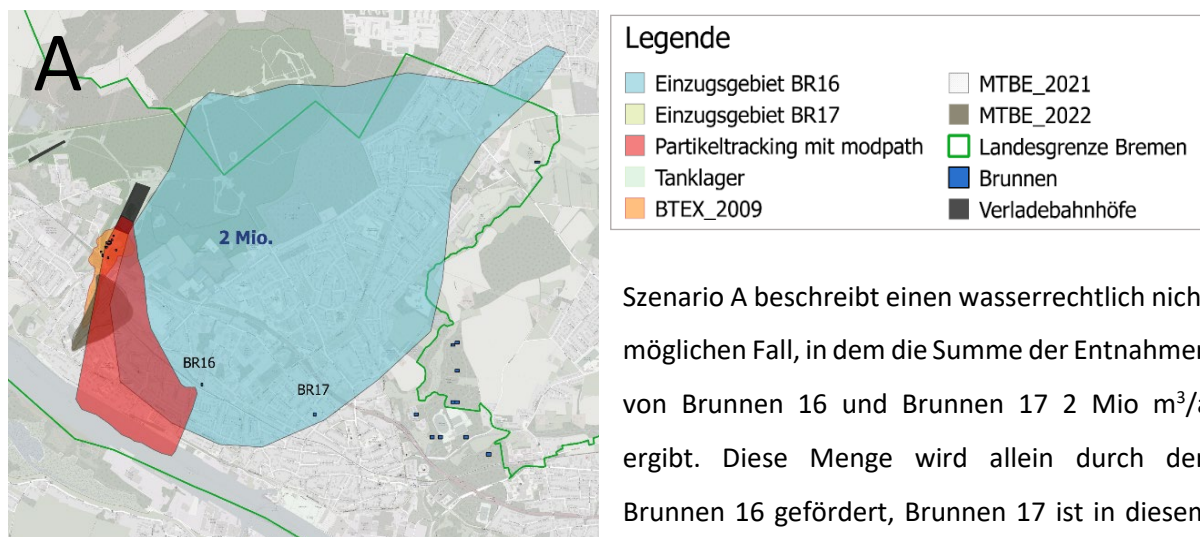 A
2 Mio.
BR16
BR17
Legende
Einzugsgebiet BR16
Einzugsgebiet BR17
Partikeltracking mit modpath
Tanklager
BTEX_2009
MTBE_2021
MTBE_2022
Landesgrenze Bremen
Brunnen
Verladebahnhöfe
Szenario A beschreibt einen wasserrechtlich nich
möglichen Fall, in dem die Summe der Entnahmen
von Brunnen 16 und Brunnen 17 2 Mio m³/a
ergibt. Diese Menge wird allein durch den
Brunnen 16 gefördert, Brunnen 17 ist in diesen